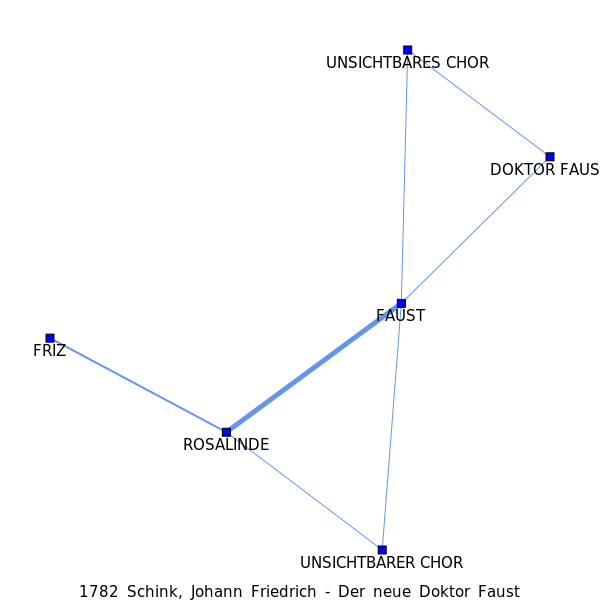 UNSICHTBARES CHOR
DOKTOR FAUS
FAUST
FRIZ
ROSALINDE
UNSICHTBARER CHOR
1782 Schink, Johann Friedrich - Der neue Doktor Faust